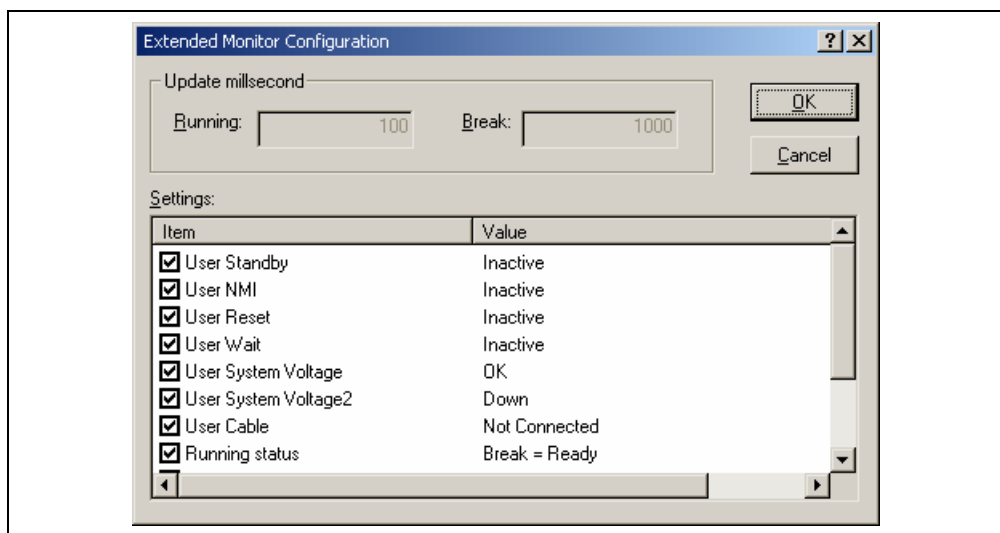 Extended Monitor Configuration
Update millsecond
Running: 100 Break: 1000
OK
Cancel
Settings:
Item Value
User Standby Inactive
User NMI Inactive
User Reset Inactive
User Wait Inactive
User System Voltage OK
User System Voltage2 Down
User Cable Not Connected
Running status Break = Ready